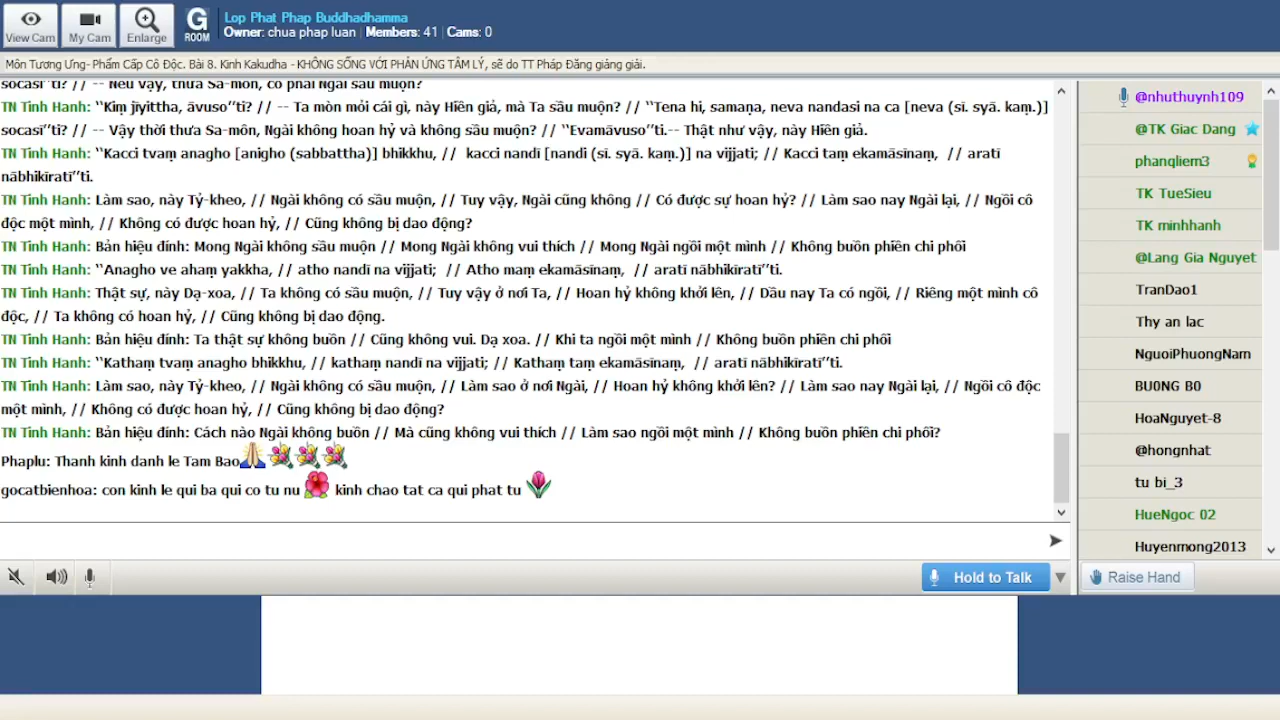 View Cam
My Cam
Enlarge
G
ROOM
Lop Phat Phap Buddhadhamma
Owner: chua phap luan | Members: 41 | Cams: 0
Môn Tương Ưng- Phẩm Cấp Cô Độc. Bài 8. Kinh Kakudha - KHÔNG SỐNG VỚI PHẢN ỨNG TÂM LÝ, sẽ do TT Pháp Đăng giảng giải.
socasī’’ti? // -- Nếu vậy, thưa Sa-môn, có phải Ngài sầu muộn?
TN Tinh Hanh: ‘‘Kiṃ jīyittha, āvuso’’ti? // -- Ta mòn mỏi cái gì, này Hiền giả, mà Ta sầu muộn? // ‘‘Tena hi, samaṇa, neva nandasi na ca [neva (sī. syā. kaṃ.)]
socasī’’ti? // -- Vậy thời thưa Sa-môn, Ngài không hoan hỷ và không sầu muộn? // ‘‘Evamāvuso’’ti.-- Thật như vậy, này Hiền giả.
TN Tinh Hanh: ‘‘Kacci tvaṃ anagho [anigho (sabbattha)] bhikkhu, // kacci nandī [nandi (sī. syā. kaṃ.)] na vijjati; // Kacci taṃ ekamāsīnaṃ, // aratī
nābhikīratī’’ti.
TN Tinh Hanh: Làm sao, này Tỷ-kheo, // Ngài không có sầu muộn, // Tuy vậy, Ngài cũng không // Có được sự hoan hỷ? // Làm sao nay Ngài lại, // Ngồi cô
độc một mình, // Không có được hoan hỷ, // Cũng không bị dao động?
TN Tinh Hanh: Bản hiệu đính: Mong Ngài không sầu muộn // Mong Ngài không vui thích // Mong Ngài ngồi một mình // Không buồn phiền chi phối
TN Tinh Hanh: ‘‘Anagho ve ahaṃ yakkha, // atho nandī na vijjati; // Atho maṃ ekamāsīnaṃ, // aratī nābhikīratī’’ti.
TN Tinh Hanh: Thật sự, này Dạ-xoa, // Ta không có sầu muộn, // Tuy vậy ở nơi Ta, // Hoan hỷ không khởi lên, // Dầu nay Ta có ngồi, // Riêng một mình cô
độc, // Ta không có hoan hỷ, // Cũng không bị dao động.
TN Tinh Hanh: Bản hiệu đính: Ta thật sự không buồn // Cũng không vui. Dạ xoa. // Khi ta ngồi một mình // Không buồn phiền chi phối
TN Tinh Hanh: ‘‘Kathaṃ tvaṃ anagho bhikkhu, // kathaṃ nandī na vijjati; // Kathaṃ taṃ ekamāsīnaṃ, // aratī nābhikīratī’’ti.
TN Tinh Hanh: Làm sao, này Tỷ-kheo, // Ngài không có sầu muộn, // Làm sao ở nơi Ngài, // Hoan hỷ không khởi lên? // Làm sao nay Ngài lại, // Ngồi cô độc
một mình, // Không có được hoan hỷ, // Cũng không bị dao động?
TN Tinh Hanh: Bản hiệu đính: Cách nào Ngài không buồn // Mà cũng không vui thích // Làm sao ngồi một mình // Không buồn phiền chi phối?
Phaplu: Thanh kinh danh le Tam Bao
gocatbienhoa: con kinh le qui ba qui co tu nu kinh chao tat ca qui phat tu
Hold to Talk
@nhuthuynh109
@TK Giac Dang
phanqliem3
TK TueSieu
TK minhhanh
@Lang Gia Nguyet
TranDao1
Thy an lac
NguoiPhuongNam
BU0NG B0
HoaNguyet-8
@hongnhat
tu bi_3
HueNgoc 02
Huyenmong2013
Raise Hand